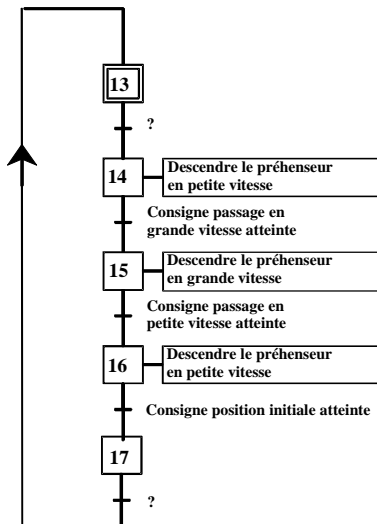 13
?
14
Descendre le préhenseur
en petite vitesse
Consigne passage en
grande vitesse atteinte
15
Descendre le préhenseur
en grande vitesse
Consigne passage en
petite vitesse atteinte
16
Descendre le préhenseur
en petite vitesse
Consigne position initiale atteinte
17
?